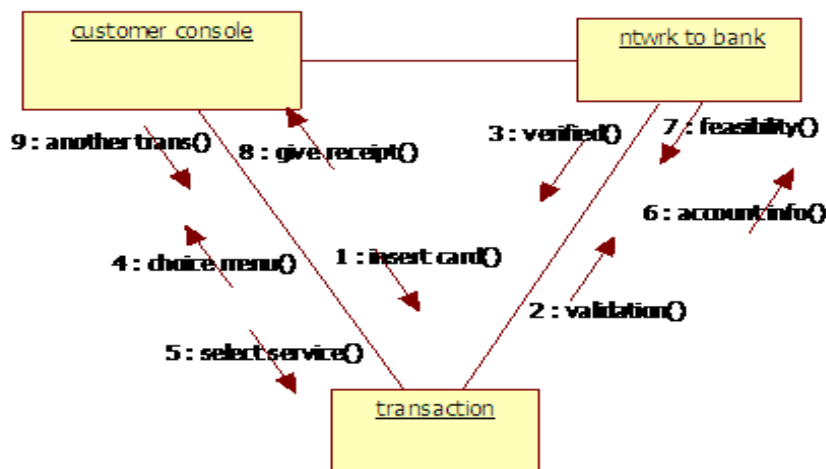 customer console
ntwrk to bank
9 : another trans()
8 : give receipt()
3 : verified()
7 : feasibility()
6 : account info()
4 : choice menu()
1 : insert card()
2 : validation()
5 : select service()
transaction